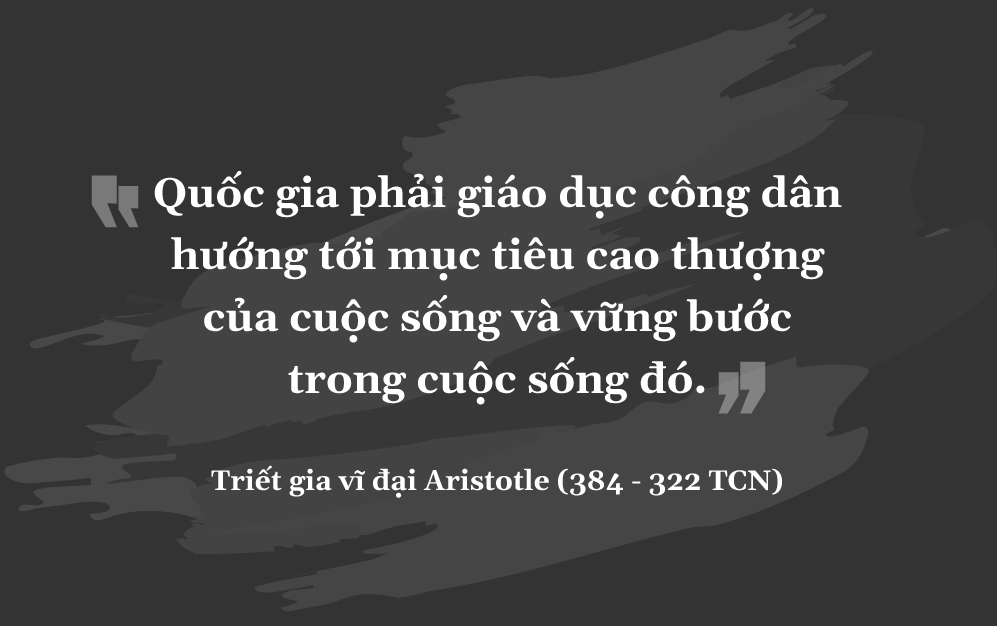 Quốc gia phải giáo dục công dân
hướng tới mục tiêu cao thượng
của cuộc sống và vững bước
trong cuộc sống đó.
Triết gia vĩ đại Aristotle (384 - 322 TCN)